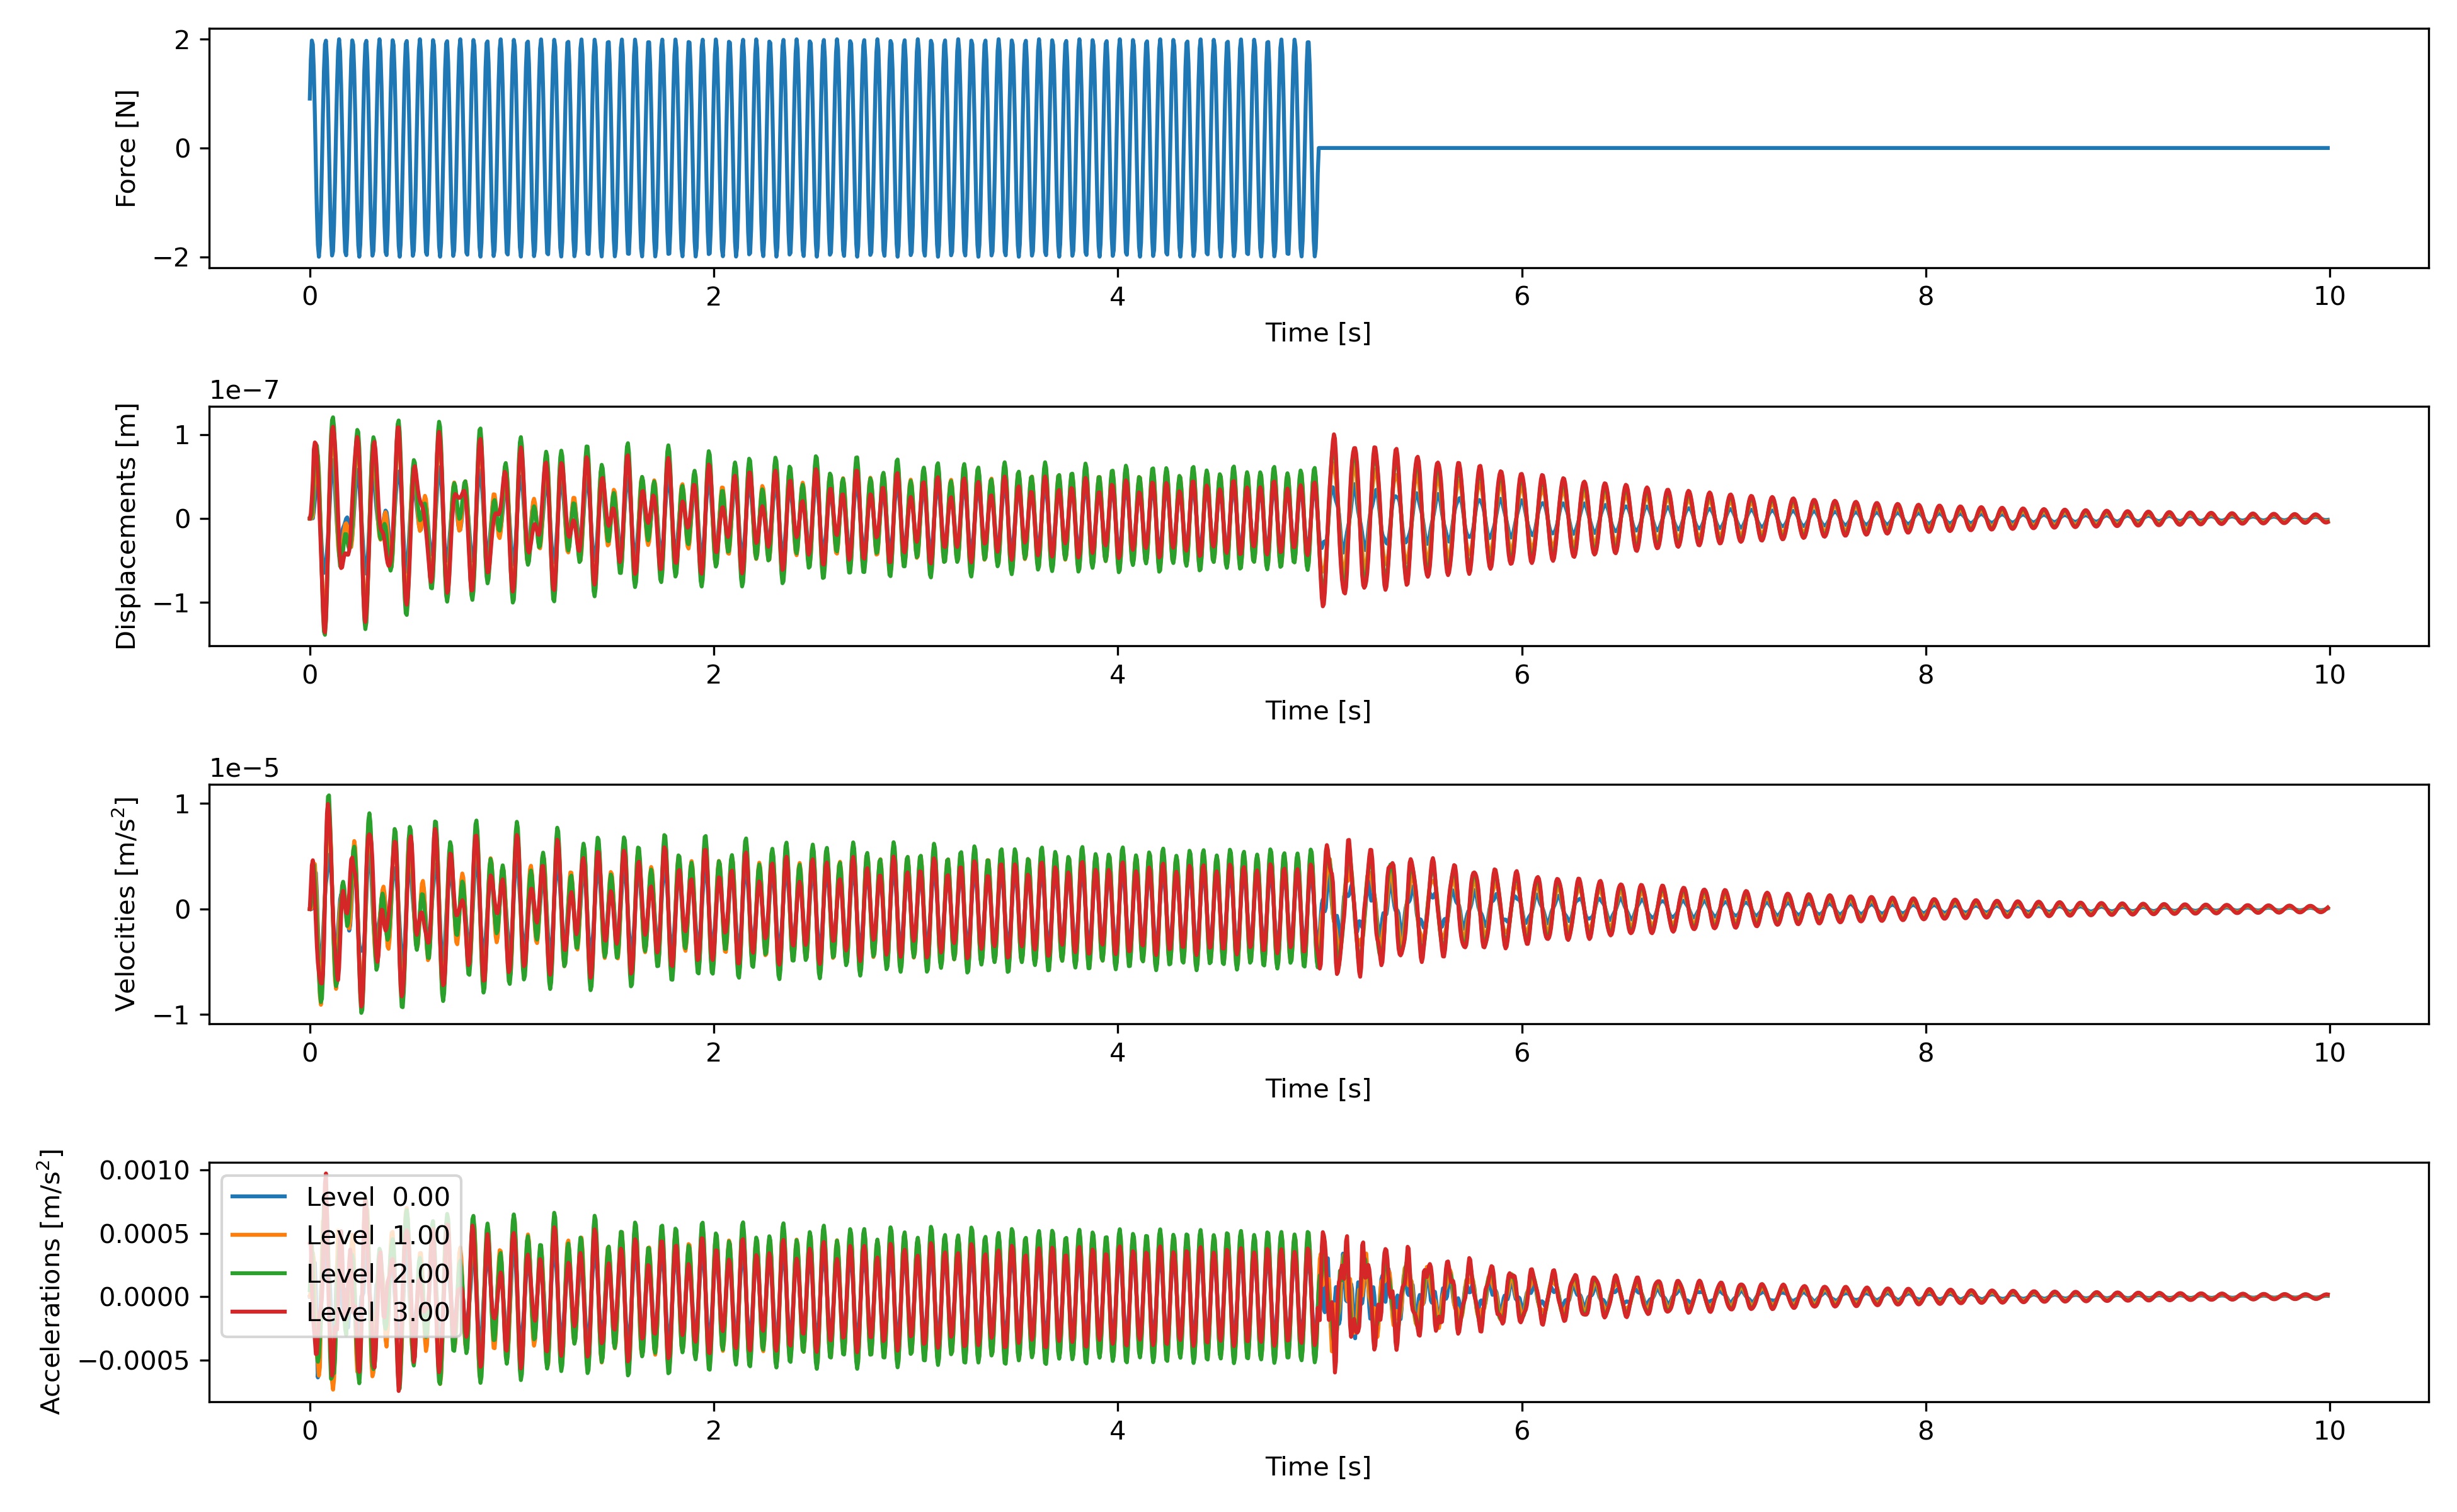 2
0
−2
Force [N]
0 2 4 6 8 10
Time [s]
1e−7
1
0
−1
Displacements [m]
0 2 4 6 8 10
Time [s]
1e−5
1
0
−1
Velocities [m/s²]
0 2 4 6 8 10
Time [s]
0.0010
0.0005
0.0000
−0.0005
Accelerations [m/s²]
Level 0.00
Level 1.00
Level 2.00
Level 3.00
0 2 4 6 8 10
Time [s]